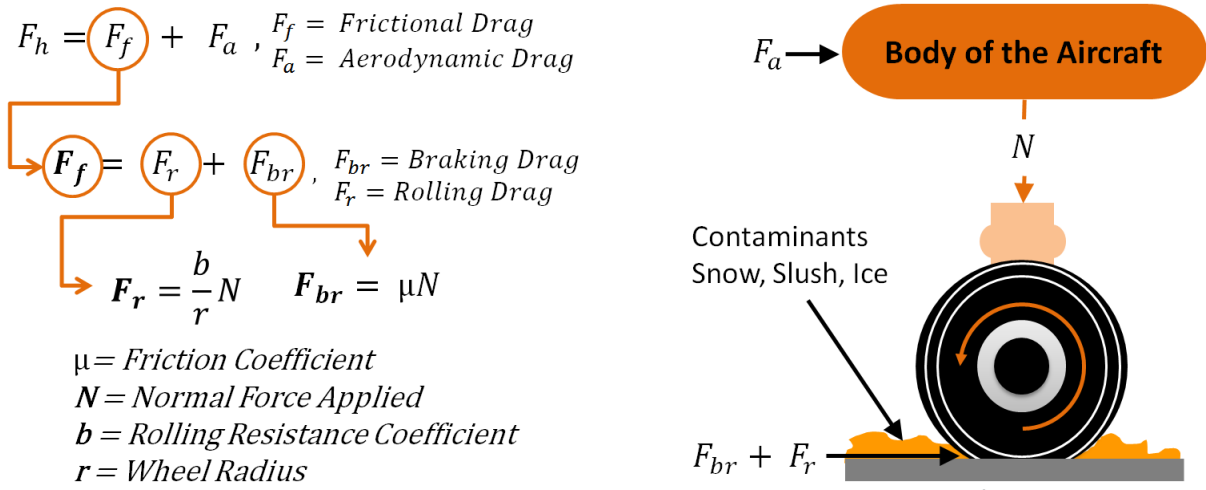 F_h = F_f + F_a , F_f = Frictional Drag
F_a = Aerodynamic Drag
F_f = F_r + F_br , F_br = Braking Drag
F_r = Rolling Drag
F_r = b/r N
F_br = μN
μ = Friction Coefficient
N = Normal Force Applied
b = Rolling Resistance Coefficient
r = Wheel Radius
F_a
Body of the Aircraft
N
Contaminants
Snow, Slush, Ice
F_br + F_r